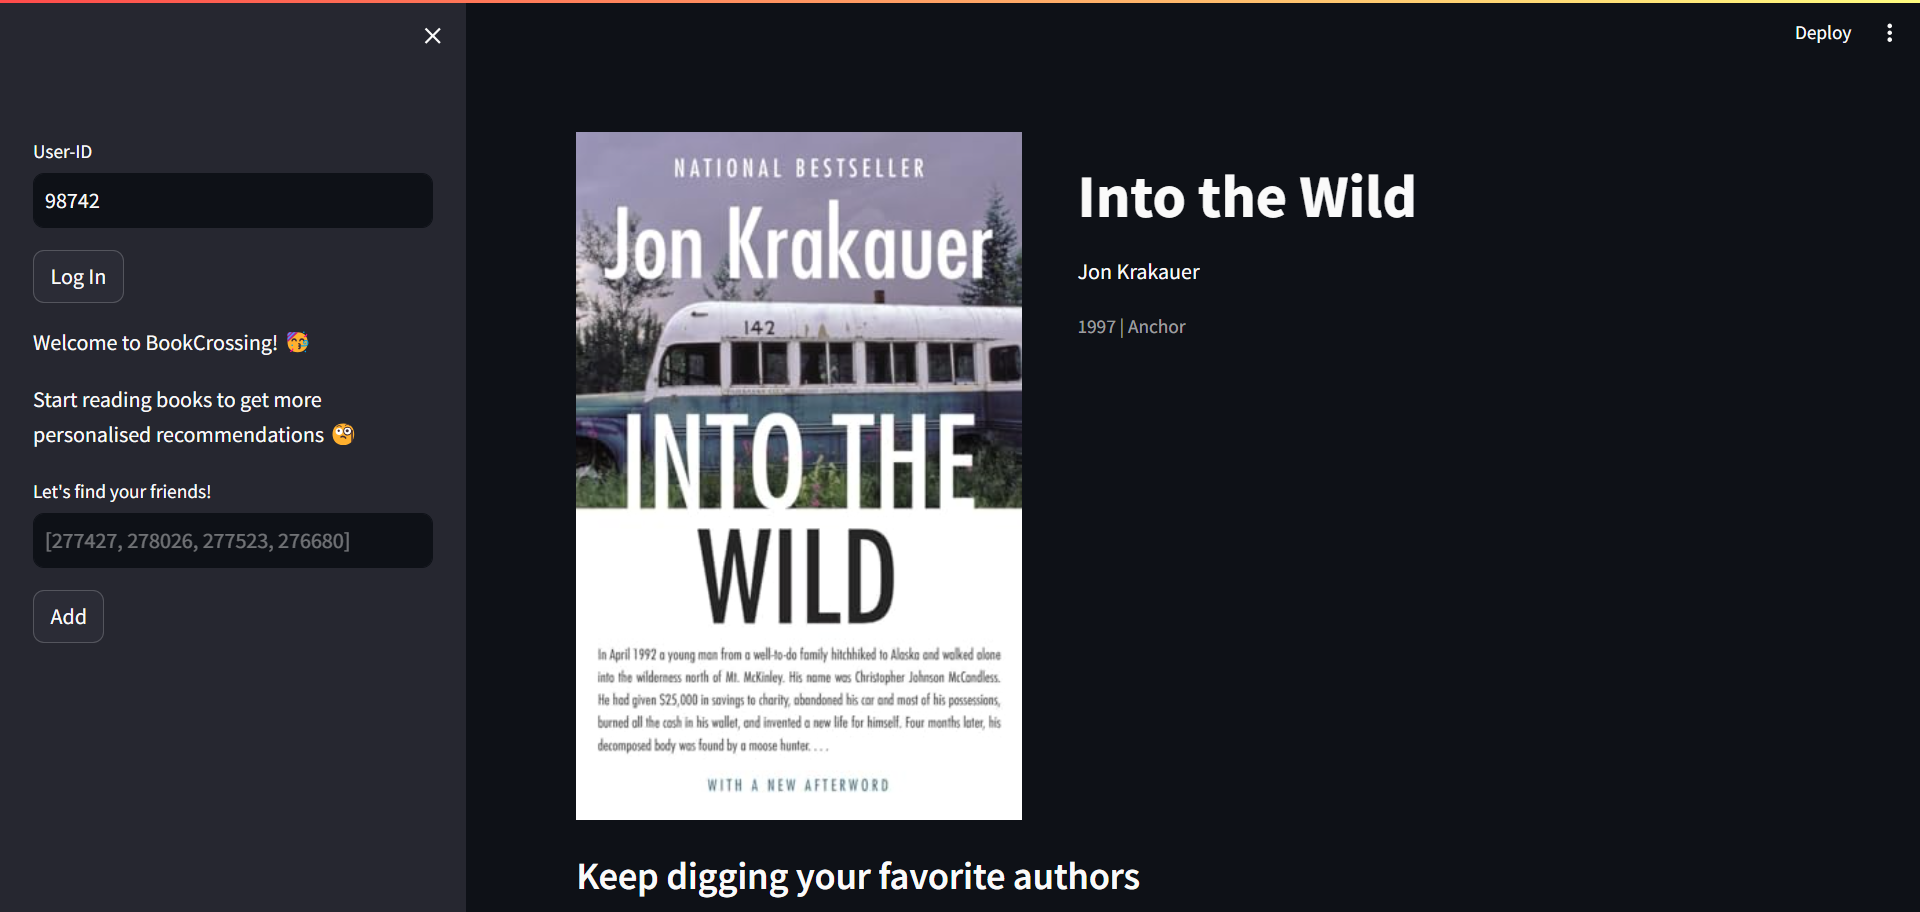 Deploy
User-ID
98742
Log In
Welcome to BookCrossing! 🥳
Start reading books to get more
personalised recommendations 🧐
Let's find your friends!
[277427, 278026, 277523, 276680]
Add
NATIONAL BESTSELLER
Jon Krakauer
142
INTO THE
WILD
In April 1992 a young man from a well-to-do family hitchhiked to Alaska and walked alone
into the wilderness north of Mt. McKinley. His name was Christopher Johnson McCandless.
He had given $25,000 in savings to charity, abandoned his car and most of his possessions,
burned all the cash in his wallet, and invented a new life for himself. Four months later, his
decomposed body was found by a moose hunter. . . .
WITH A NEW AFTERWORD
Into the Wild
Jon Krakauer
1997 | Anchor
Keep digging your favorite authors